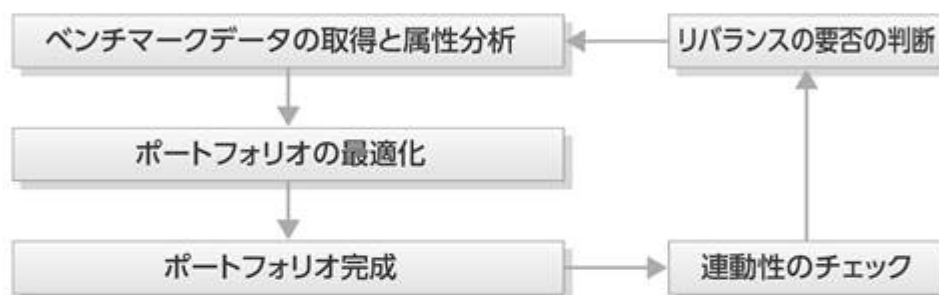 ベンチマークデータの取得と属性分析
リバランスの要否の判断
ポートフォリオの最適化
ポートフォリオ完成
連動性のチェック